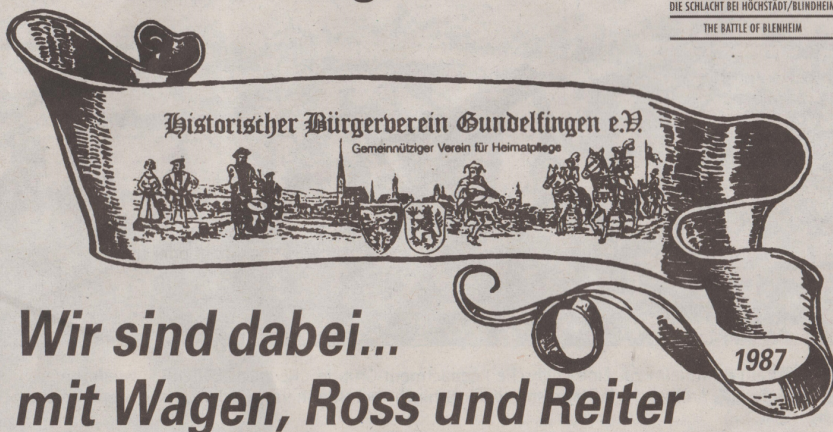 DIE SCHLACHT BEI HÖCHSTÄDT/BLINDHEIM
THE BATTLE OF BLENHEIM
Historischer Bürgerverein Gundelfingen e.V.
Gemeinnütziger Verein für Heimatpflege
1987
Wir sind dabei...
mit Wagen, Ross und Reiter